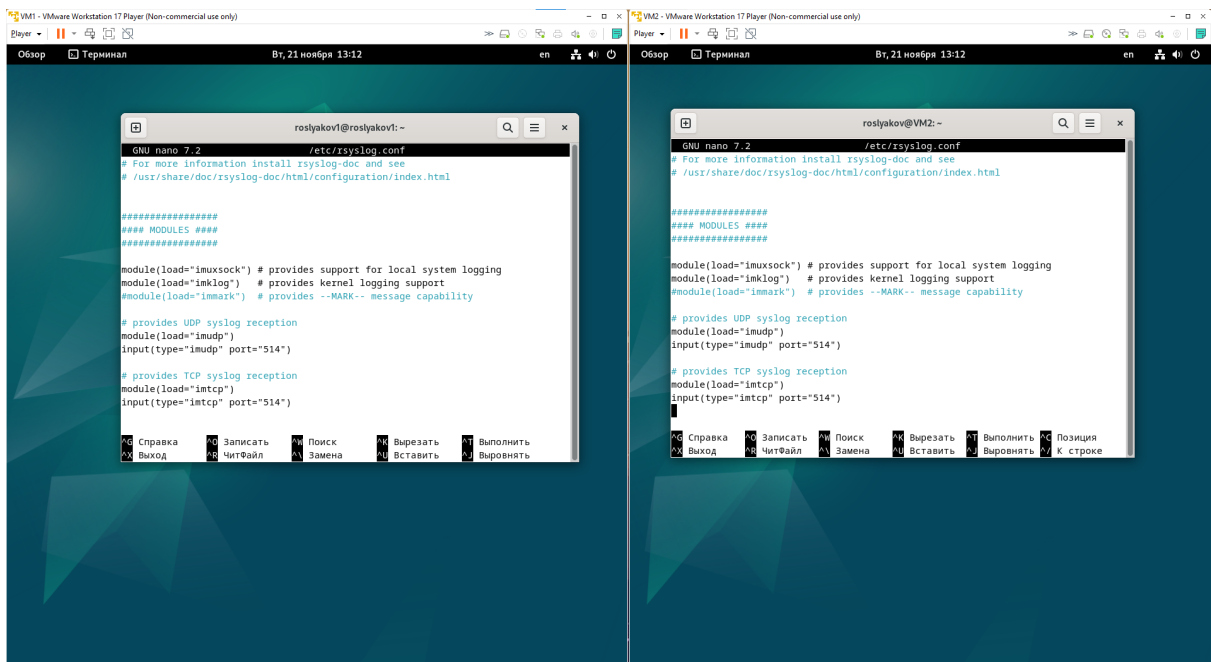 VM1 - VMware Workstation 17 Player (Non-commercial use only)
Player
Обзор Терминал Вт, 21 ноября 13:12 en
roslyakov1@roslyakov1: ~
GNU nano 7.2 /etc/rsyslog.conf
# For more information install rsyslog-doc and see
# /usr/share/doc/rsyslog-doc/html/configuration/index.html
#################
#### MODULES ####
#################
module(load="imuxsock") # provides support for local system logging
module(load="imklog") # provides kernel logging support
#module(load="immark") # provides --MARK-- message capability
# provides UDP syslog reception
module(load="imudp")
input(type="imudp" port="514")
# provides TCP syslog reception
module(load="imtcp")
input(type="imtcp" port="514")
^G Справка ^O Записать ^W Поиск ^K Вырезать ^T Выполнить
^X Выход ^R ЧитФайл ^\ Замена ^U Вставить ^J Выровнять
VM2 - VMware Workstation 17 Player (Non-commercial use only)
Player
Обзор Терминал Вт, 21 ноября 13:12 en
roslyakov@VM2: ~
GNU nano 7.2 /etc/rsyslog.conf
# For more information install rsyslog-doc and see
# /usr/share/doc/rsyslog-doc/html/configuration/index.html
#################
#### MODULES ####
#################
module(load="imuxsock") # provides support for local system logging
module(load="imklog") # provides kernel logging support
#module(load="immark") # provides --MARK-- message capability
# provides UDP syslog reception
module(load="imudp")
input(type="imudp" port="514")
# provides TCP syslog reception
module(load="imtcp")
input(type="imtcp" port="514")
^G Справка ^O Записать ^W Поиск ^K Вырезать ^T Выполнить ^C Позиция
^X Выход ^R ЧитФайл ^\ Замена ^U Вставить ^J Выровнять ^/ К строке